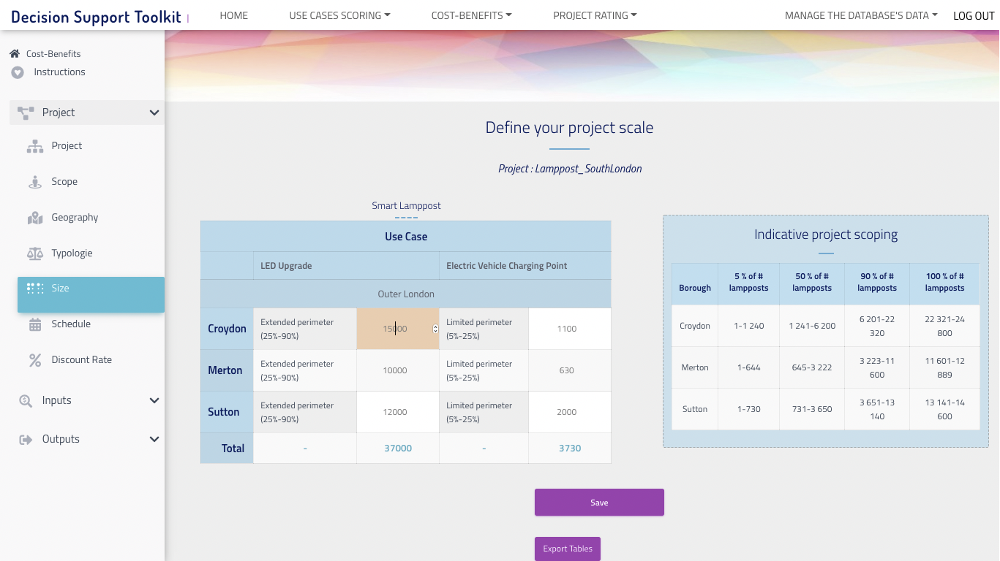 Decision Support Toolkit |
HOME
USE CASES SCORING
COST-BENEFITS
PROJECT RATING
MANAGE THE DATABASE'S DATA
LOG OUT
Cost-Benefits
Instructions
Project
Project
Scope
Geography
Typologie
Size
Schedule
Discount Rate
Inputs
Outputs
Define your project scale
Project : Lamppost_SouthLondon
Smart Lamppost
Use Case
LED Upgrade Electric Vehicle Charging Point
Outer London
Croydon Extended perimeter (25%-90%) 15000 Limited perimeter (5%-25%) 1100
Merton Extended perimeter (25%-90%) 10000 Limited perimeter (5%-25%) 630
Sutton Extended perimeter (25%-90%) 12000 Limited perimeter (5%-25%) 2000
Total - 37000 - 3730
Indicative project scoping
Borough 5 % of # lampposts 50 % of # lampposts 90 % of # lampposts 100 % of # lampposts
Croydon 1-1 240 1 241-6 200 6 201-22 320 22 321-24 800
Merton 1-644 645-3 222 3 223-11 600 11 601-12 889
Sutton 1-730 731-3 650 3 651-13 140 13 141-14 600
Save
Export Tables